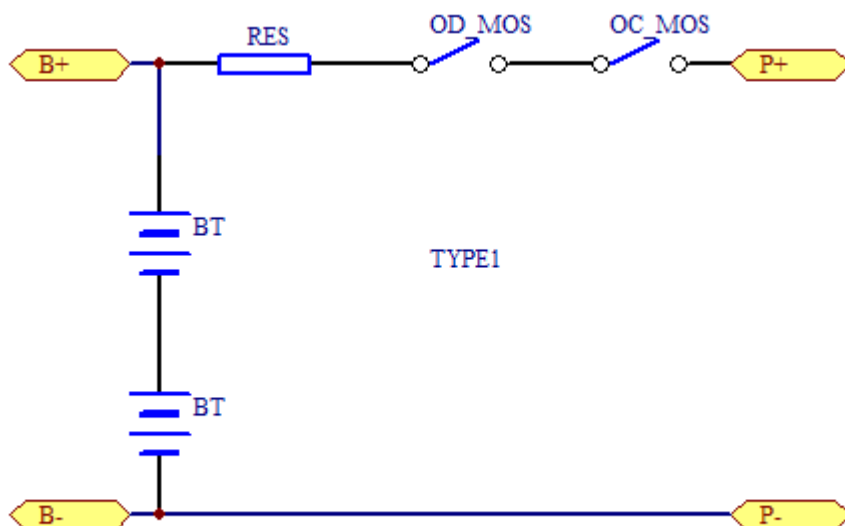 RES OD_MOS OC_MOS
B+ P+
BT
TYPE1
BT
B- P-